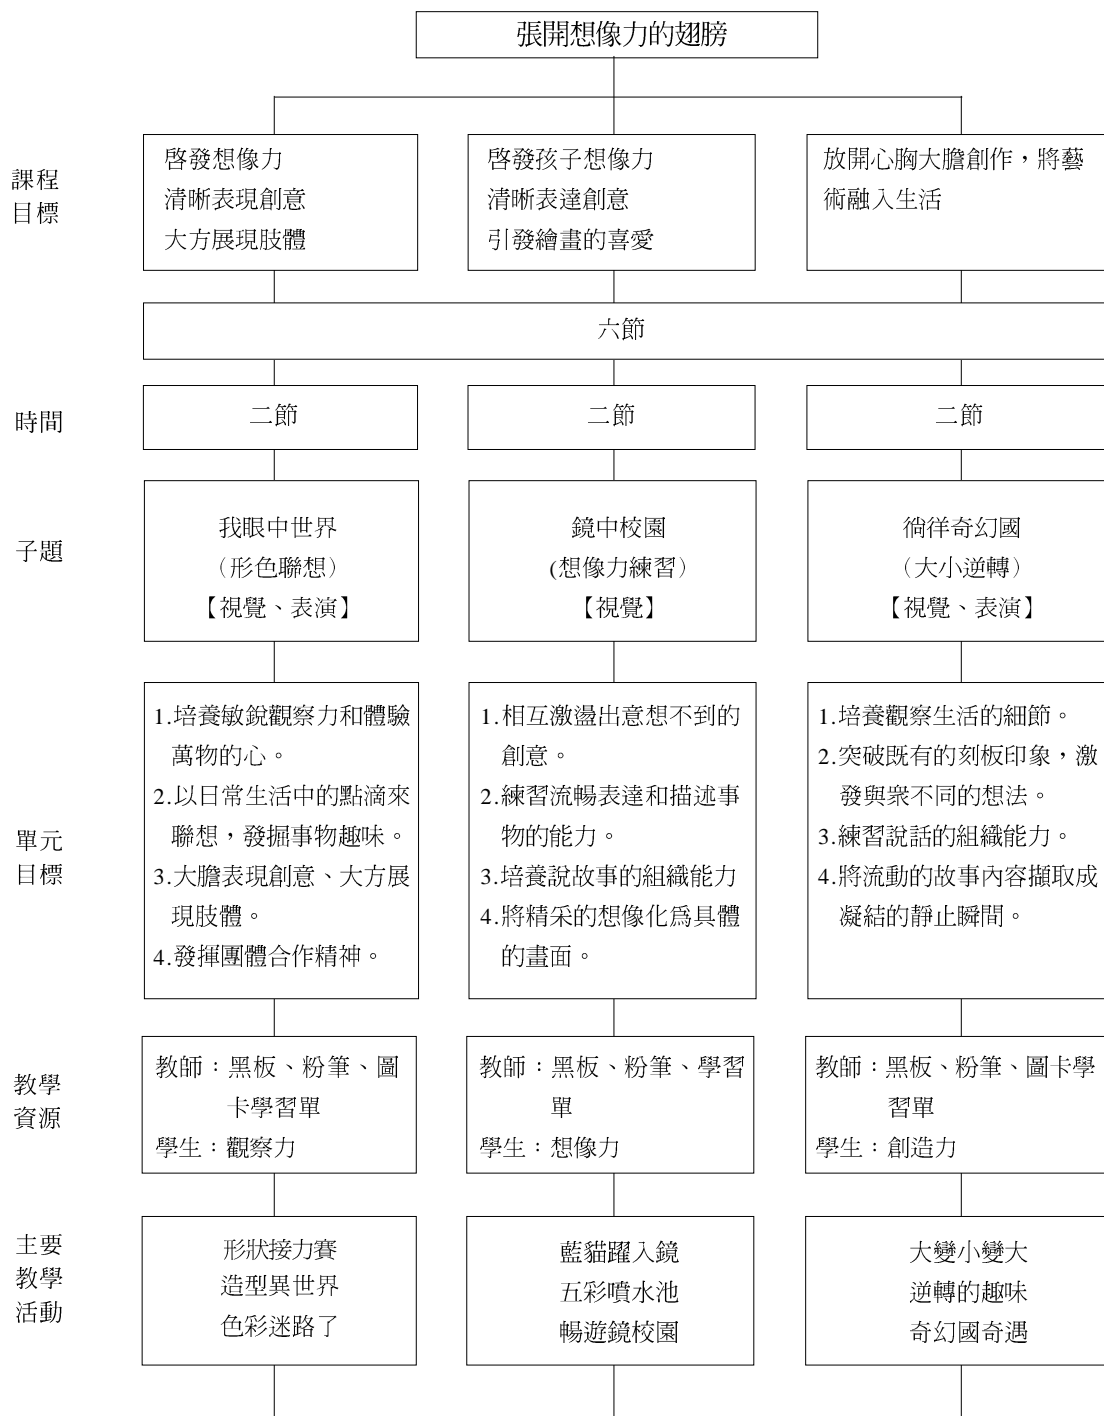 張開想像力的翅膀
課程
目標
啓發想像力
清晰表現創意
大方展現肢體
啓發孩子想像力
清晰表達創意
引發繪畫的喜愛
放開心胸大膽創作，將藝
術融入生活
六節
時間
二節
二節
二節
子題
我眼中世界
（形色聯想）
【視覺、表演】
鏡中校園
(想像力練習）
【視覺】
徜徉奇幻國
（大小逆轉）
【視覺、表演】
單元
目標
1.培養敏銳觀察力和體驗
萬物的心。
2.以日常生活中的點滴來
聯想，發掘事物趣味。
3.大膽表現創意、大方展
現肢體。
4.發揮團體合作精神。
1.相互激盪出意想不到的
創意。
2.練習流暢表達和描述事
物的能力。
3.培養說故事的組織能力
4.將精采的想像化爲具體
的畫面。
1.培養觀察生活的細節。
2.突破既有的刻板印象，激
發與衆不同的想法。
3.練習說話的組織能力。
4.將流動的故事內容擷取成
凝結的靜止瞬間。
教學
資源
教師：黑板、粉筆、圖
卡學習單
學生：觀察力
教師：黑板、粉筆、學習
單
學生：想像力
教師：黑板、粉筆、圖卡學
習單
學生：創造力
主要
教學
活動
形狀接力賽
造型異世界
色彩迷路了
藍貓躍入鏡
五彩噴水池
暢遊鏡校園
大變小變大
逆轉的趣味
奇幻國奇遇